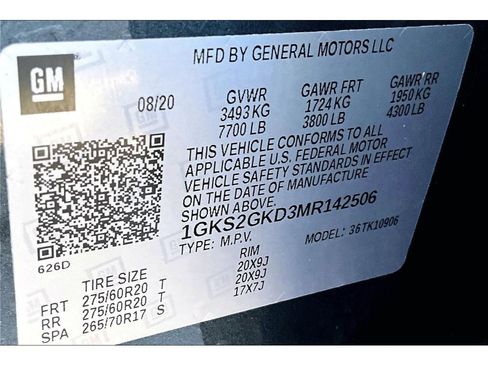 MFD BY GENERAL MOTORS LLC
GM
08/20 GVWR GAWR FRT GAWR RR
3493 KG 1724 KG 1950 KG
7700 LB 3800 LB 4300 LB
THIS VEHICLE CONFORMS TO ALL
APPLICABLE U.S. FEDERAL MOTOR
VEHICLE SAFETY STANDARDS IN EFFECT
ON THE DATE OF MANUFACTURE
SHOWN ABOVE.
1GKS2GKD3MR142506
TYPE: M.P.V. MODEL: 36TK10906
626D
TIRE SIZE RIM
FRT 275/60R20 T 20X9J
RR 275/60R20 T 20X9J
SPA 265/70R17 S 17X7J